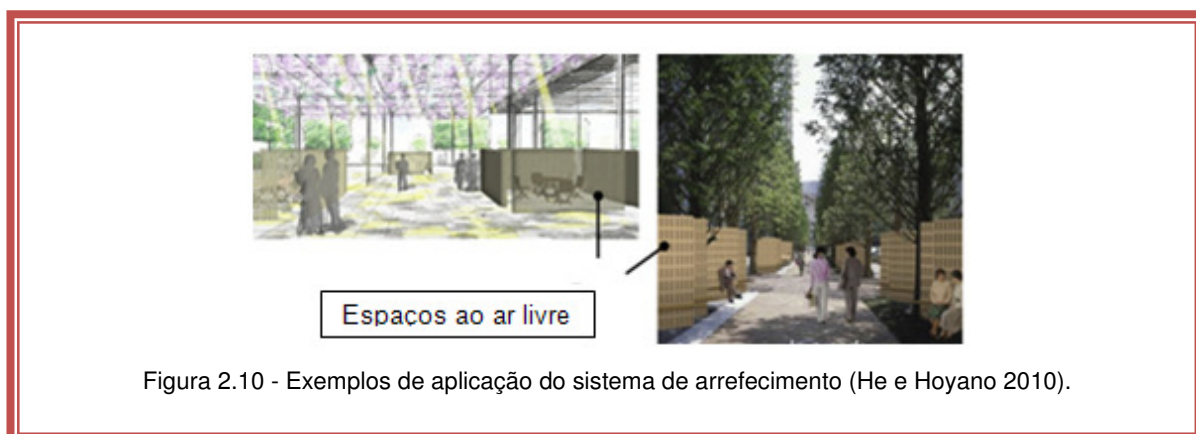 Espaços ao ar livre
Figura 2.10 - Exemplos de aplicação do sistema de arrefecimento (He e Hoyano 2010).